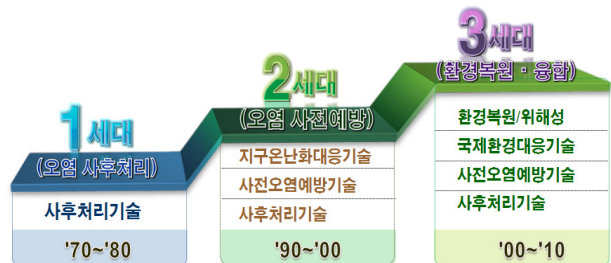 1세대
(오염 사후처리)
사후처리기술
'70~'80
2세대
(오염 사전예방)
지구온난화대응기술
사전오염예방기술
사후처리기술
'90~'00
3세대
(환경복원·융합)
환경복원/위해성
국제환경대응기술
사전오염예방기술
사후처리기술
'00~'10